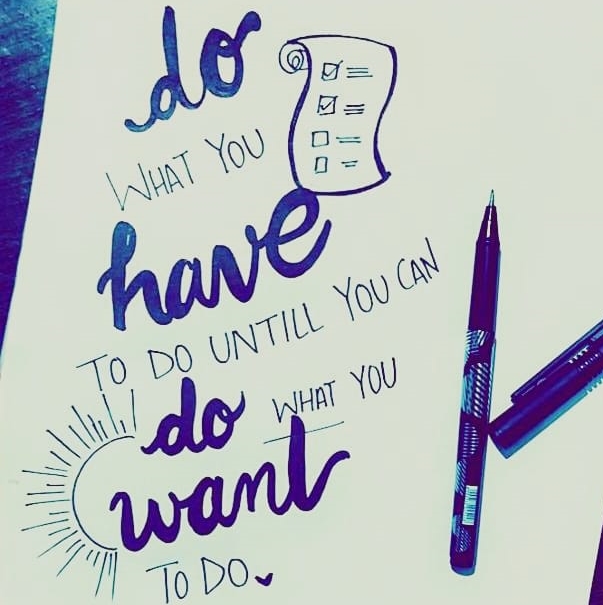 do
WHAT YOU
have
TO DO UNTILL YOU CAN
do WHAT YOU
want
TO DO